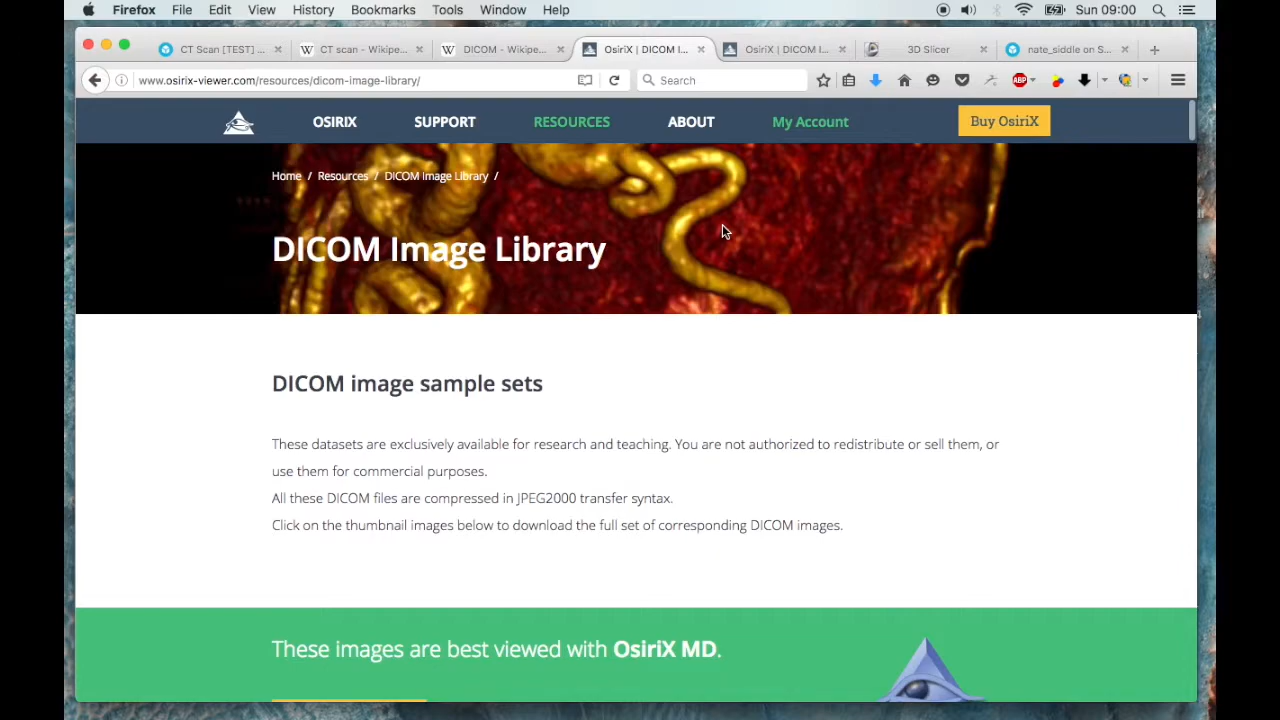 Firefox File Edit View History Bookmarks Tools Window Help Sun 09:00
CT Scan [TEST] ... CT scan - Wikipe... DICOM - Wikipe... OsiriX | DICOM I... OsiriX | DICOM I... 3D Slicer nate_siddle on S...
www.osirix-viewer.com/resources/dicom-image-library/ Search ABP
OSIRIX SUPPORT RESOURCES ABOUT My Account Buy OsiriX
Home / Resources / DICOM Image Library /
DICOM Image Library
DICOM image sample sets
These datasets are exclusively available for research and teaching. You are not authorized to redistribute or sell them, or
use them for commercial purposes.
All these DICOM files are compressed in JPEG2000 transfer syntax.
Click on the thumbnail images below to download the full set of corresponding DICOM images.
These images are best viewed with OsiriX MD.